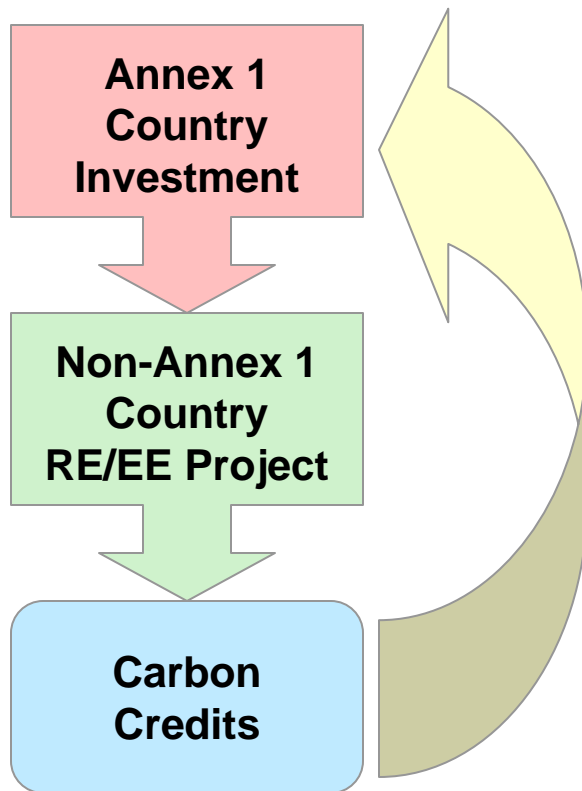 Annex 1
Country
Investment
Non-Annex 1
Country
RE/EE Project
Carbon
Credits